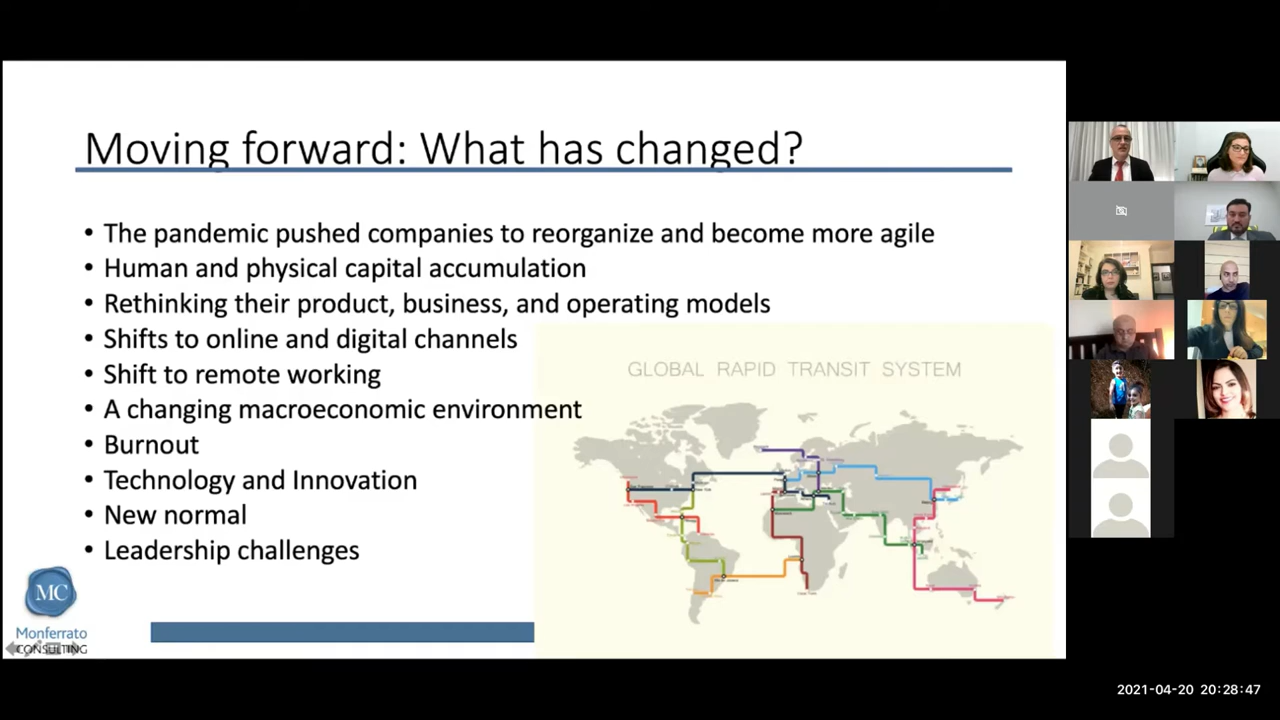 Moving forward: What has changed?
• The pandemic pushed companies to reorganize and become more agile
• Human and physical capital accumulation
• Rethinking their product, business, and operating models
• Shifts to online and digital channels
• Shift to remote working
• A changing macroeconomic environment
• Burnout
• Technology and Innovation
• New normal
• Leadership challenges
GLOBAL RAPID TRANSIT SYSTEM
MC
Monferrato
CONSULTING
2021-04-20 20:28:47